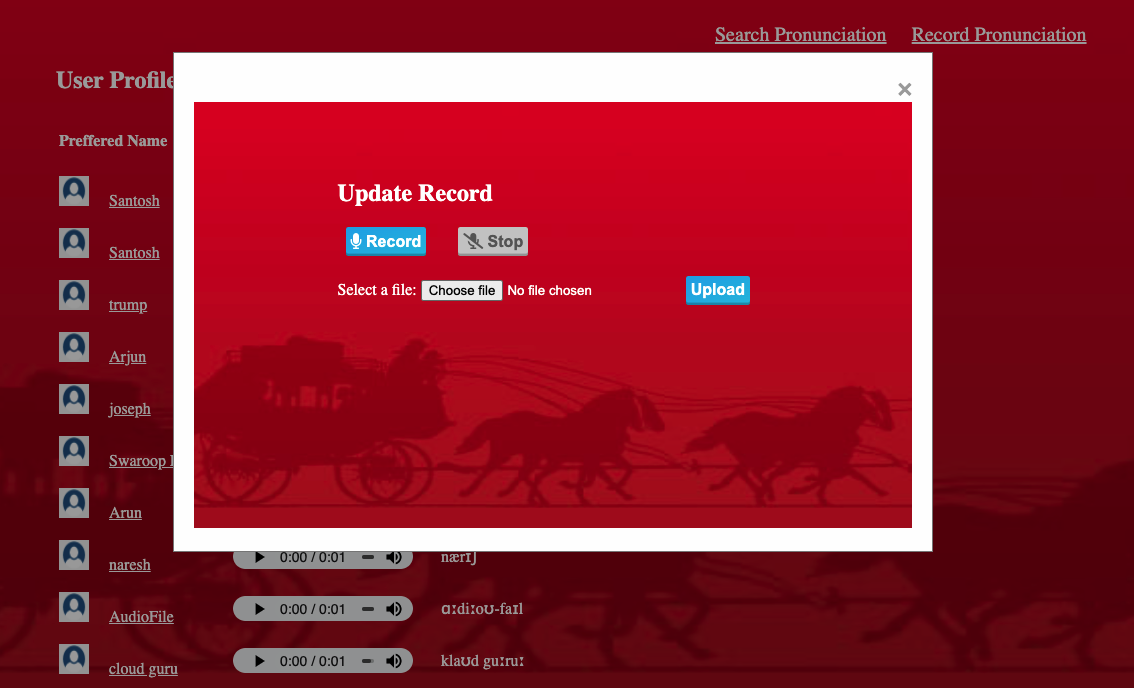 Search Pronunciation Record Pronunciation
User Profile
×
Preffered Name
Update Record
Santosh
Record Stop
Santosh
Select a file: Choose file No file chosen Upload
trump
Arjun
joseph
Swaroop
Arun
naresh 0:00 / 0:01 nærɪʃ
AudioFile 0:00 / 0:01 ɑːdiːoʊ-faɪl
cloud guru 0:00 / 0:01 klaʊd guːruː